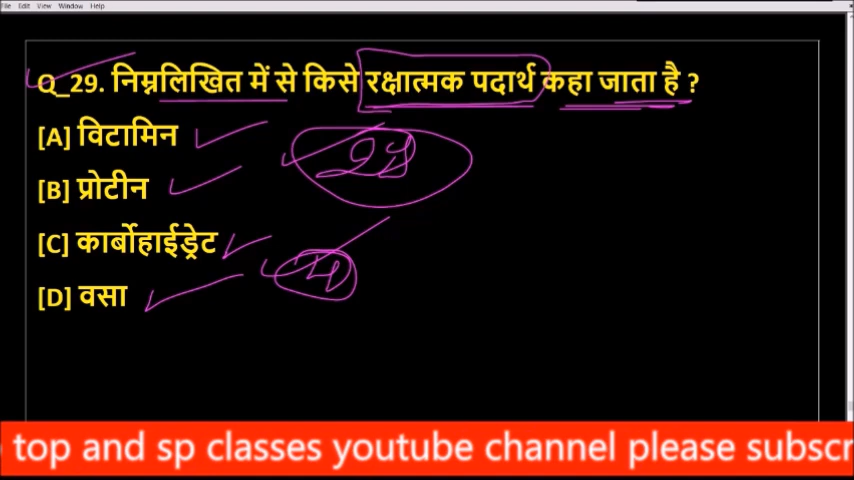 File Edit View Window Help
Q_29. निम्नलिखित में से किसे रक्षात्मक पदार्थ कहा जाता है ?
[A] विटामिन
[B] प्रोटीन
[C] कार्बोहाईड्रेट
[D] वसा
top and sp classes youtube channel please subscr